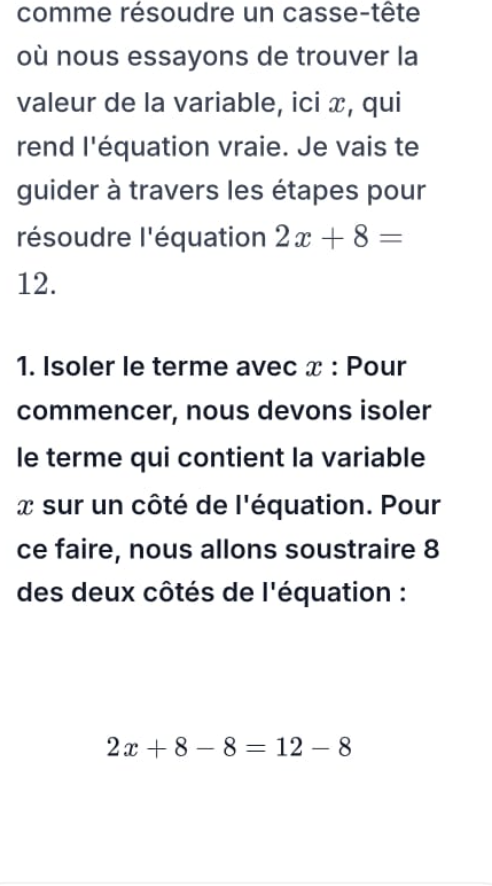 comme résoudre un casse-tête
où nous essayons de trouver la
valeur de la variable, ici x, qui
rend l'équation vraie. Je vais te
guider à travers les étapes pour
résoudre l'équation 2x + 8 =
12.
1. Isoler le terme avec x : Pour
commencer, nous devons isoler
le terme qui contient la variable
x sur un côté de l'équation. Pour
ce faire, nous allons soustraire 8
des deux côtés de l'équation :
2x + 8 − 8 = 12 − 8